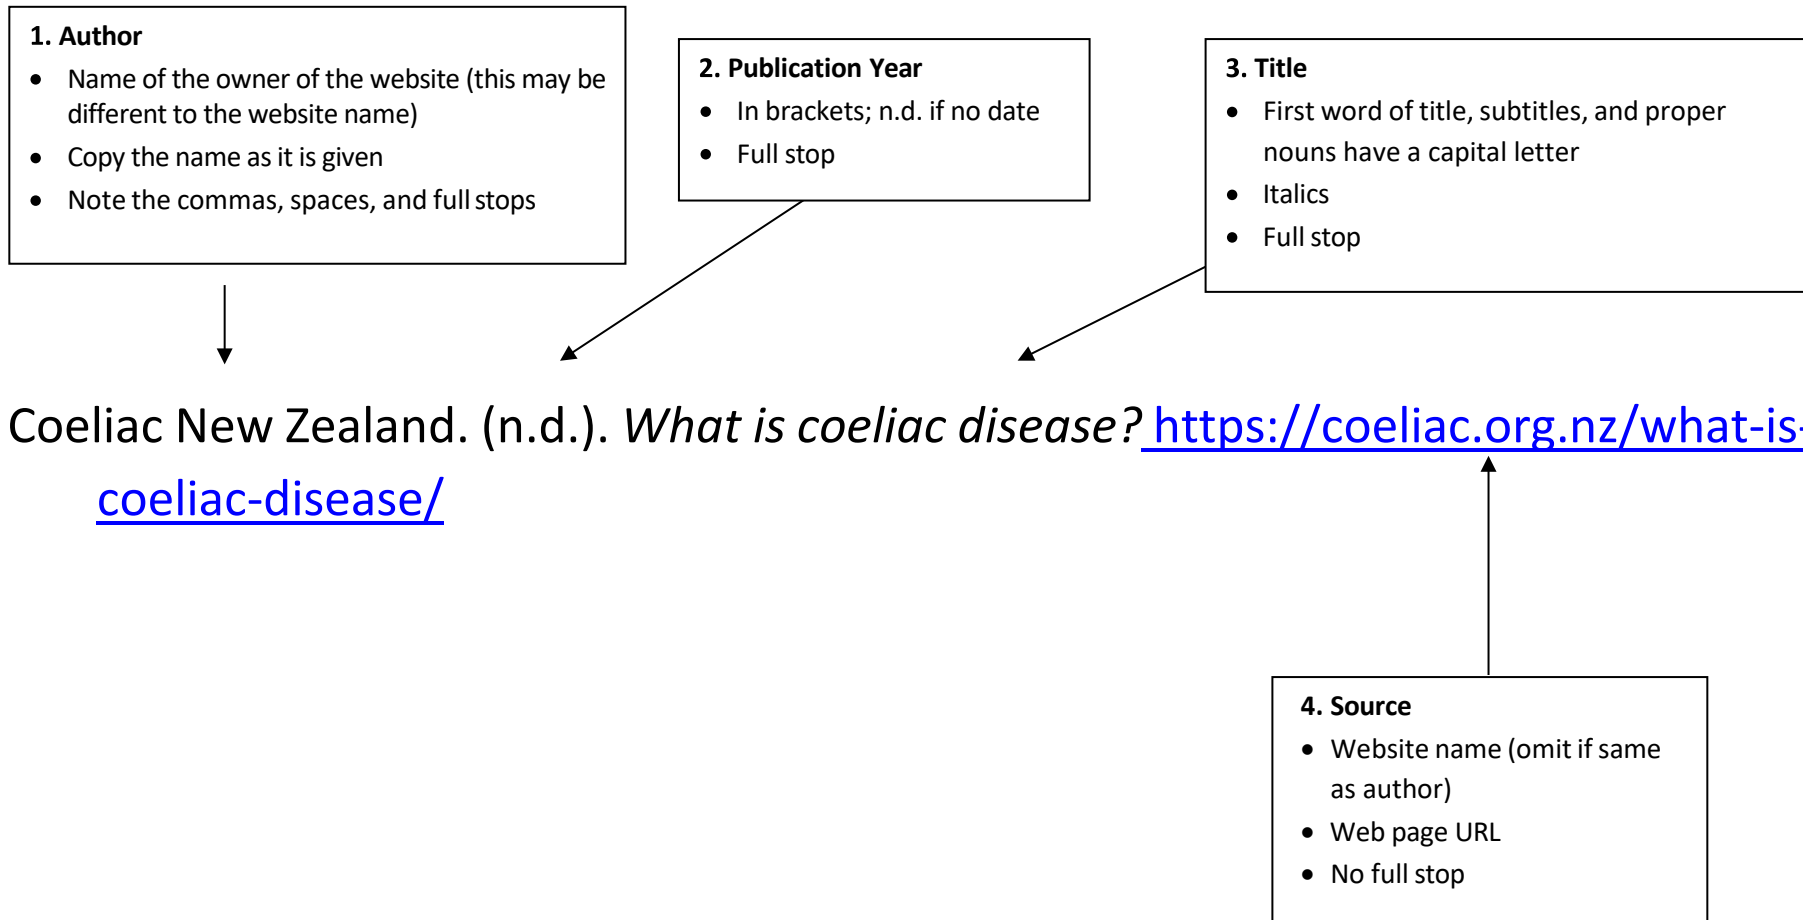 1. Author
• Name of the owner of the website (this may be
different to the website name)
• Copy the name as it is given
• Note the commas, spaces, and full stops
2. Publication Year
• In brackets; n.d. if no date
• Full stop
3. Title
• First word of title, subtitles, and proper
nouns have a capital letter
• Italics
• Full stop
Coeliac New Zealand. (n.d.). What is coeliac disease? https://coeliac.org.nz/what-is-
coeliac-disease/
4. Source
• Website name (omit if same
as author)
• Web page URL
• No full stop